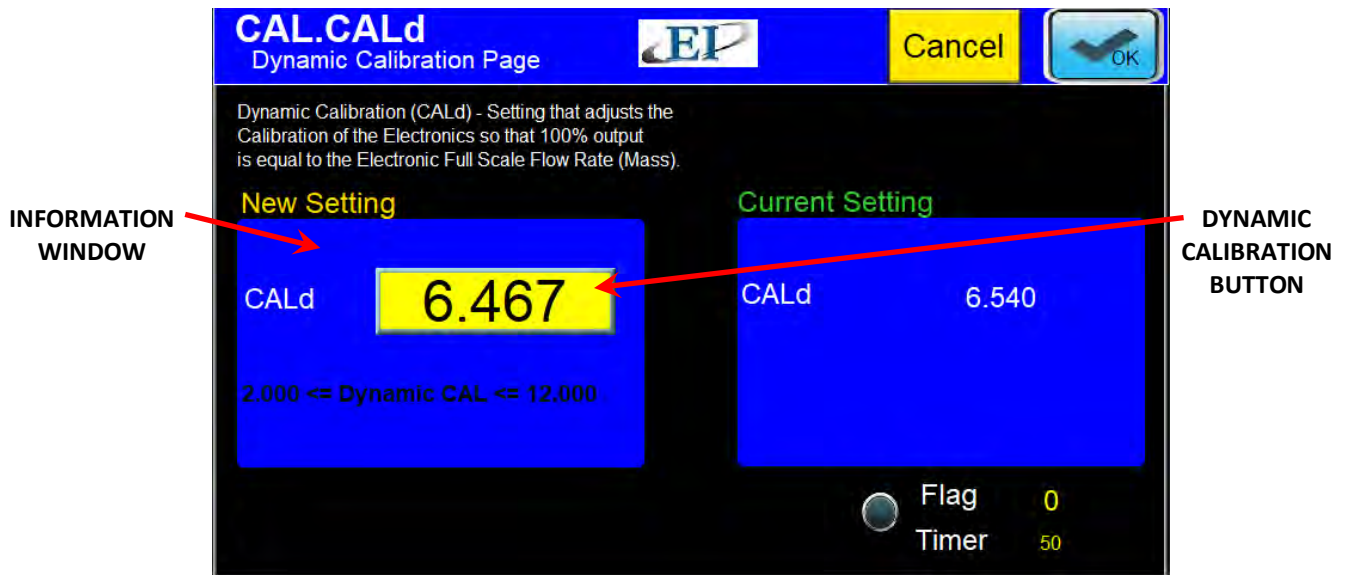 CAL.CALd
Dynamic Calibration Page
EIP
Cancel
OK
Dynamic Calibration (CALd) - Setting that adjusts the
Calibration of the Electronics so that 100% output
is equal to the Electronic Full Scale Flow Rate (Mass).
New Setting
Current Setting
INFORMATION
WINDOW
DYNAMIC
CALIBRATION
BUTTON
CALd
6.467
CALd
6.540
2.000 <= Dynamic CAL <= 12.000
Flag
0
Timer
50